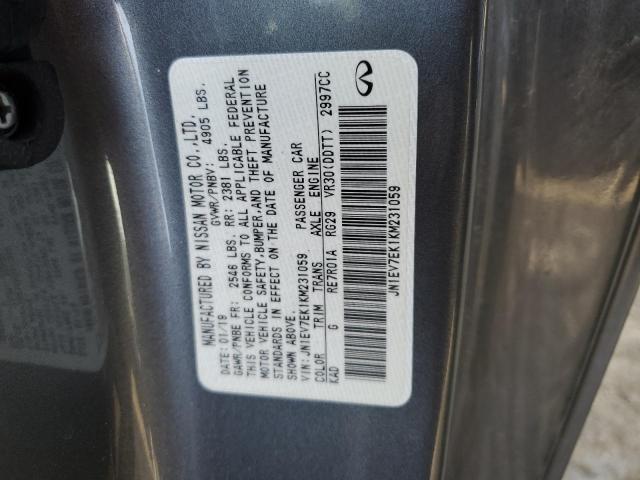 MANUFACTURED BY NISSAN MOTOR CO.,LTD.
DATE: 01/19 GVWR/PNBV: 4905 LBS.
GAWR/PNBE FR: 2546 LBS. RR: 2381 LBS.
THIS VEHICLE CONFORMS TO ALL APPLICABLE FEDERAL
MOTOR VEHICLE SAFETY,BUMPER,AND THEFT PREVENTION
STANDARDS IN EFFECT ON THE DATE OF MANUFACTURE
SHOWN ABOVE.
VIN:JN1EV7EK1KM231059 PASSENGER CAR
COLOR TRIM TRANS AXLE ENGINE
KAD G RE7R01A RG29 VR30(DDTT) 2997CC
JN1EV7EK1KM231059